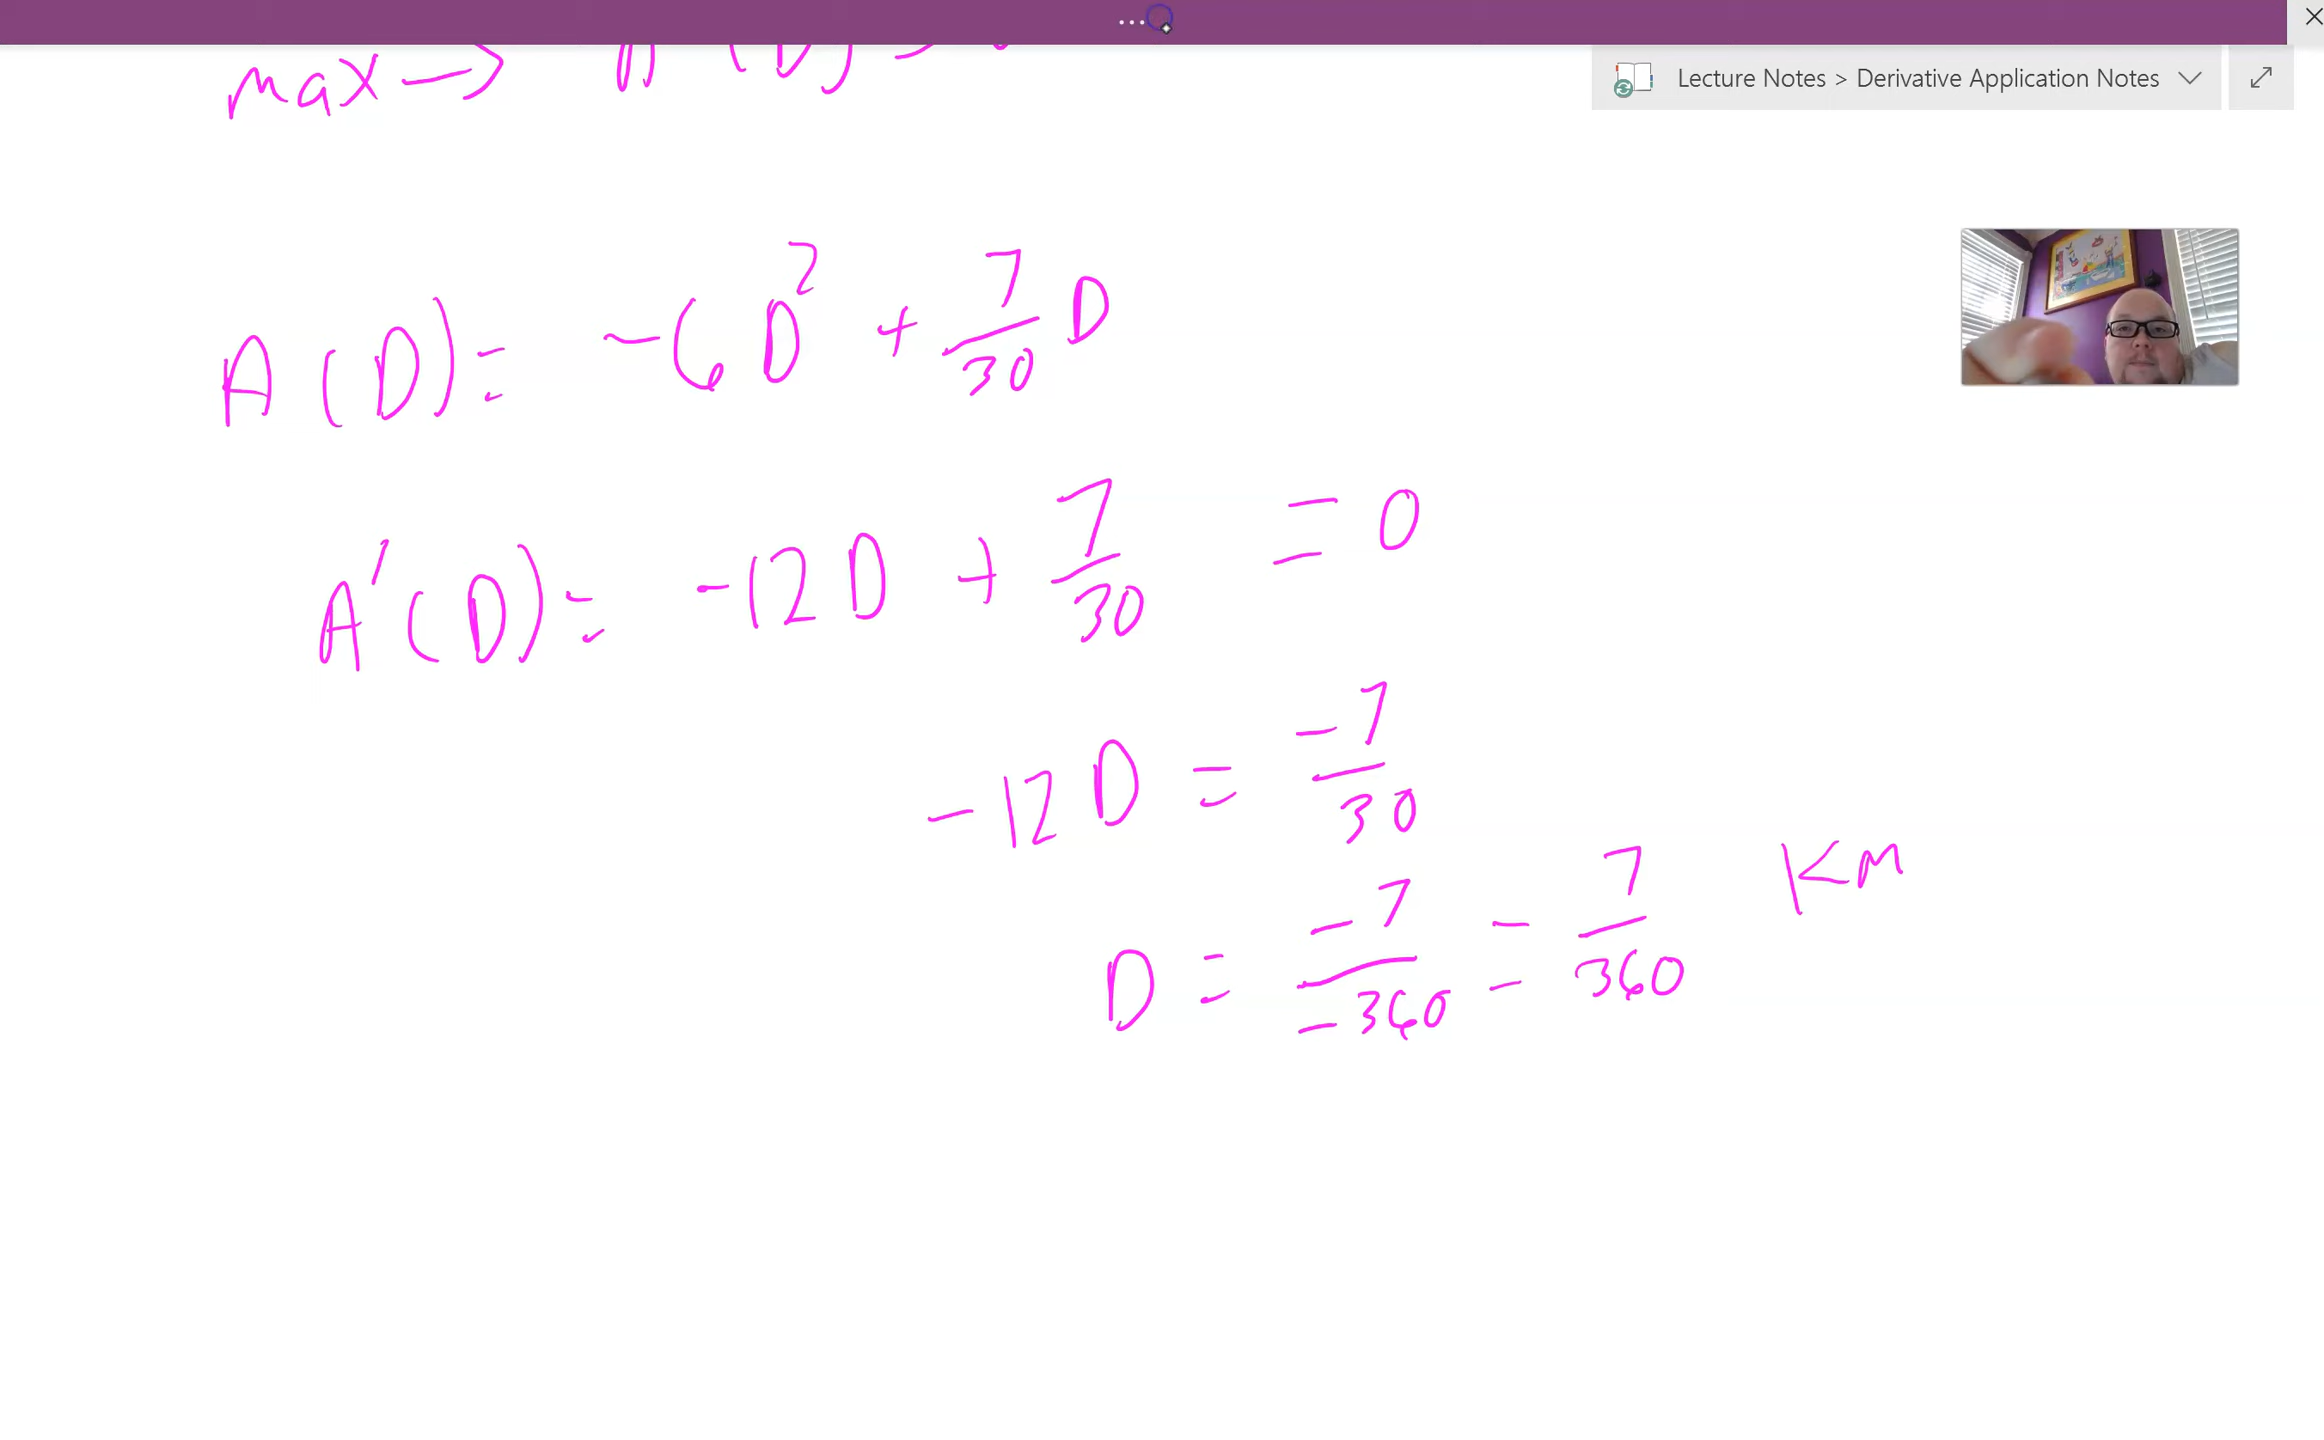 ...
Lecture Notes > Derivative Application Notes
max →
A(D) = -6D² + 7/30 D
A'(D) = -12D + 7/30 = 0
-12D = -7/30
D = -7/-360 = 7/360 Km